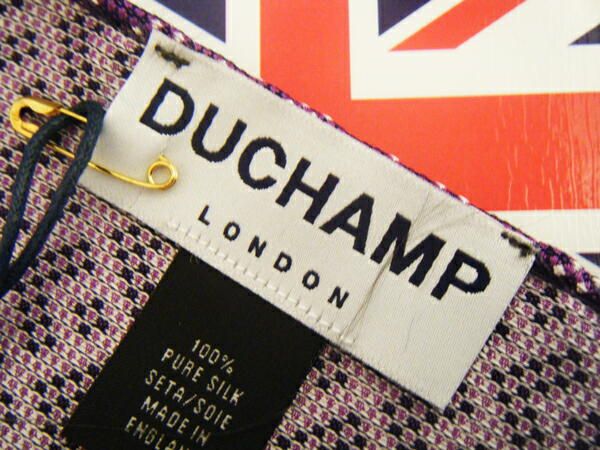 DUCHAMP
LONDON
100%
PURE SILK
SETA/SOIE
MADE IN
ENGLAND